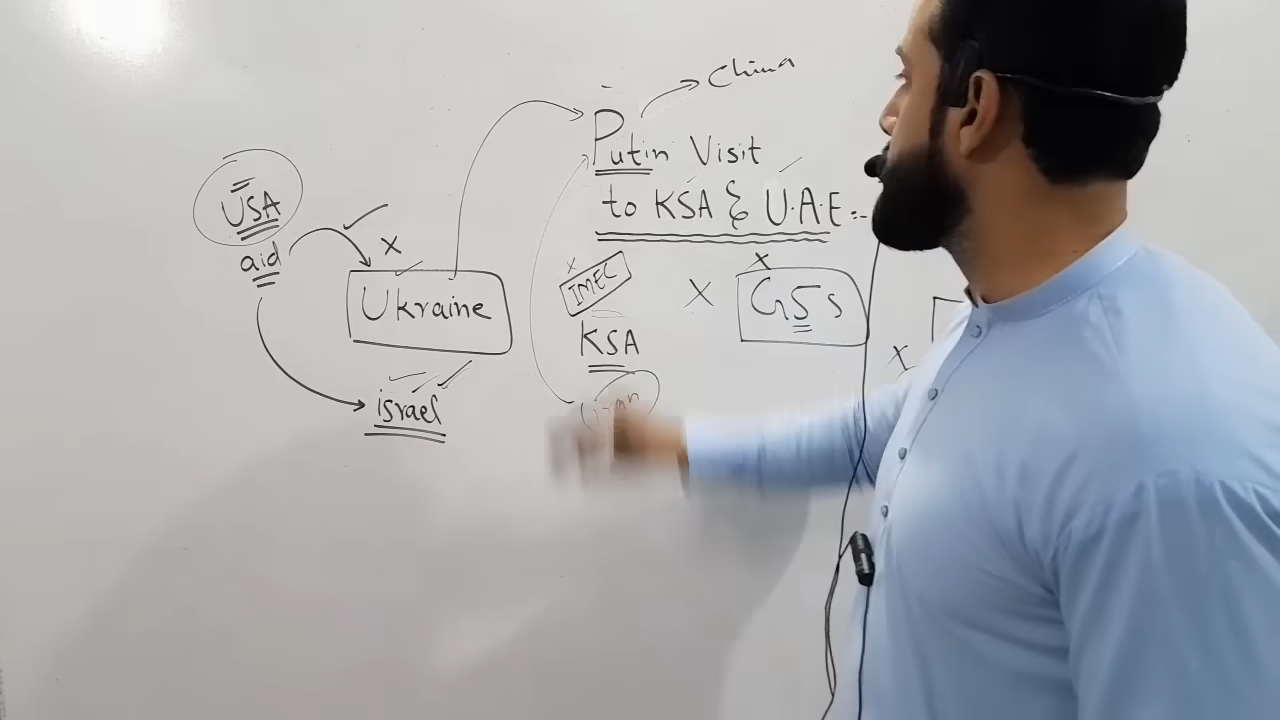 China
Putin Visit
to KSA & U.A.E:-
USA
aid
Ukraine
israel
IMEC
KSA
G5s